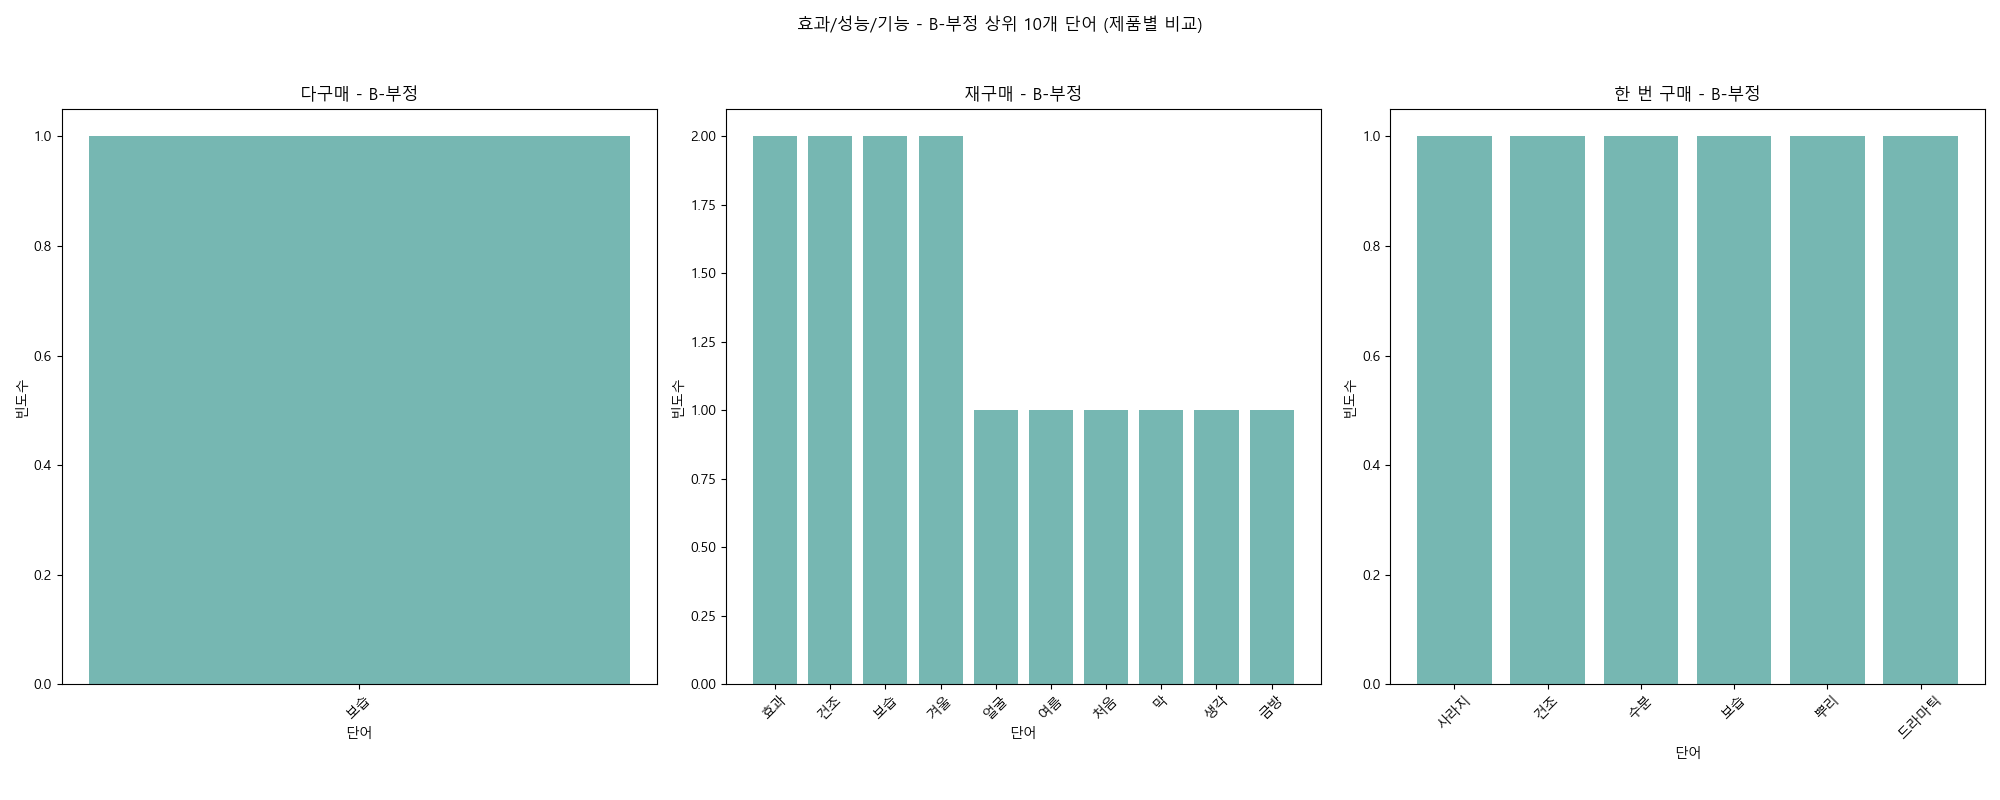 효과/성능/기능 - B-부정 상위 10개 단어 (제품별 비교)
다구매 - B-부정
1.0
0.8
0.6
0.4
0.2
0.0
빈도수
보습
단어
재구매 - B-부정
2.00
1.75
1.50
1.25
1.00
0.75
0.50
0.25
0.00
빈도수
효과 건조 보습 겨울 얼굴 여름 처음 막 생각 금방
단어
한 번 구매 - B-부정
1.0
0.8
0.6
0.4
0.2
0.0
빈도수
사라지 건조 수분 보습 뿌리 드라마틱
단어